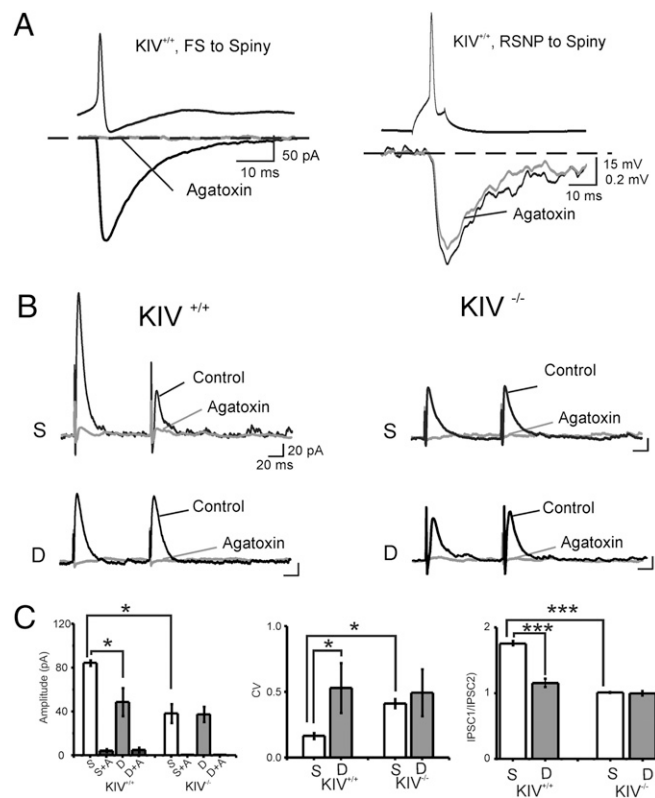 A
KIV+/+, FS to Spiny
KIV+/+, RSNP to Spiny
50 pA
10 ms
Agatoxin
15 mV
0.2 mV
10 ms
Agatoxin
B
KIV +/+
KIV -/-
Control
Agatoxin
S
20 pA
20 ms
Control
Agatoxin
S
Control
Agatoxin
D
Control
Agatoxin
D
C
Amplitude (pA)
120
80
40
0
*
*
S S+A D D+A S S+A D D+A
KIV+/+ KIV-/-
CV
1.0
0.5
0.0
*
*
S D S D
KIV+/+ KIV-/-
IPSC1/IPSC2)
2
1
0
***
***
S D S D
KIV+/+ KIV-/-